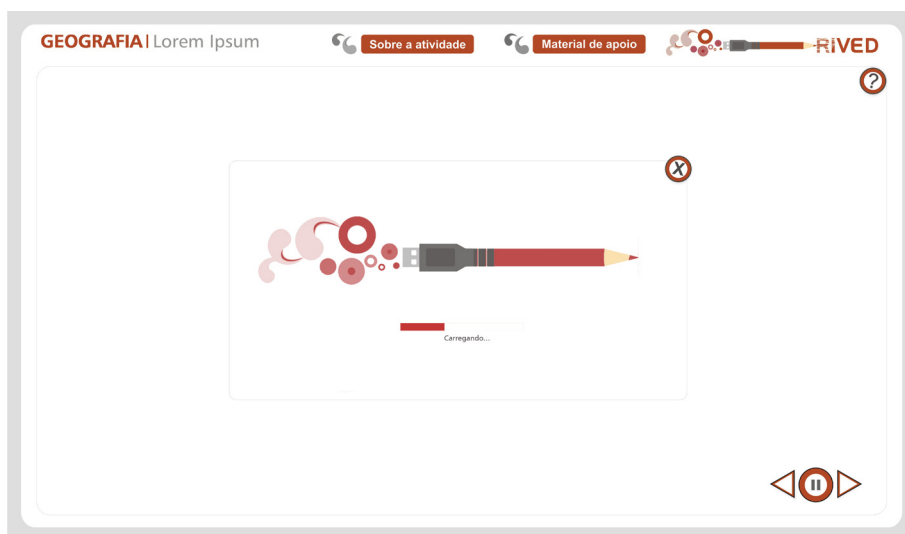 GEOGRAFIA | Lorem Ipsum
Sobre a atividade
Material de apoio
RIVED
?
X
Carregando...